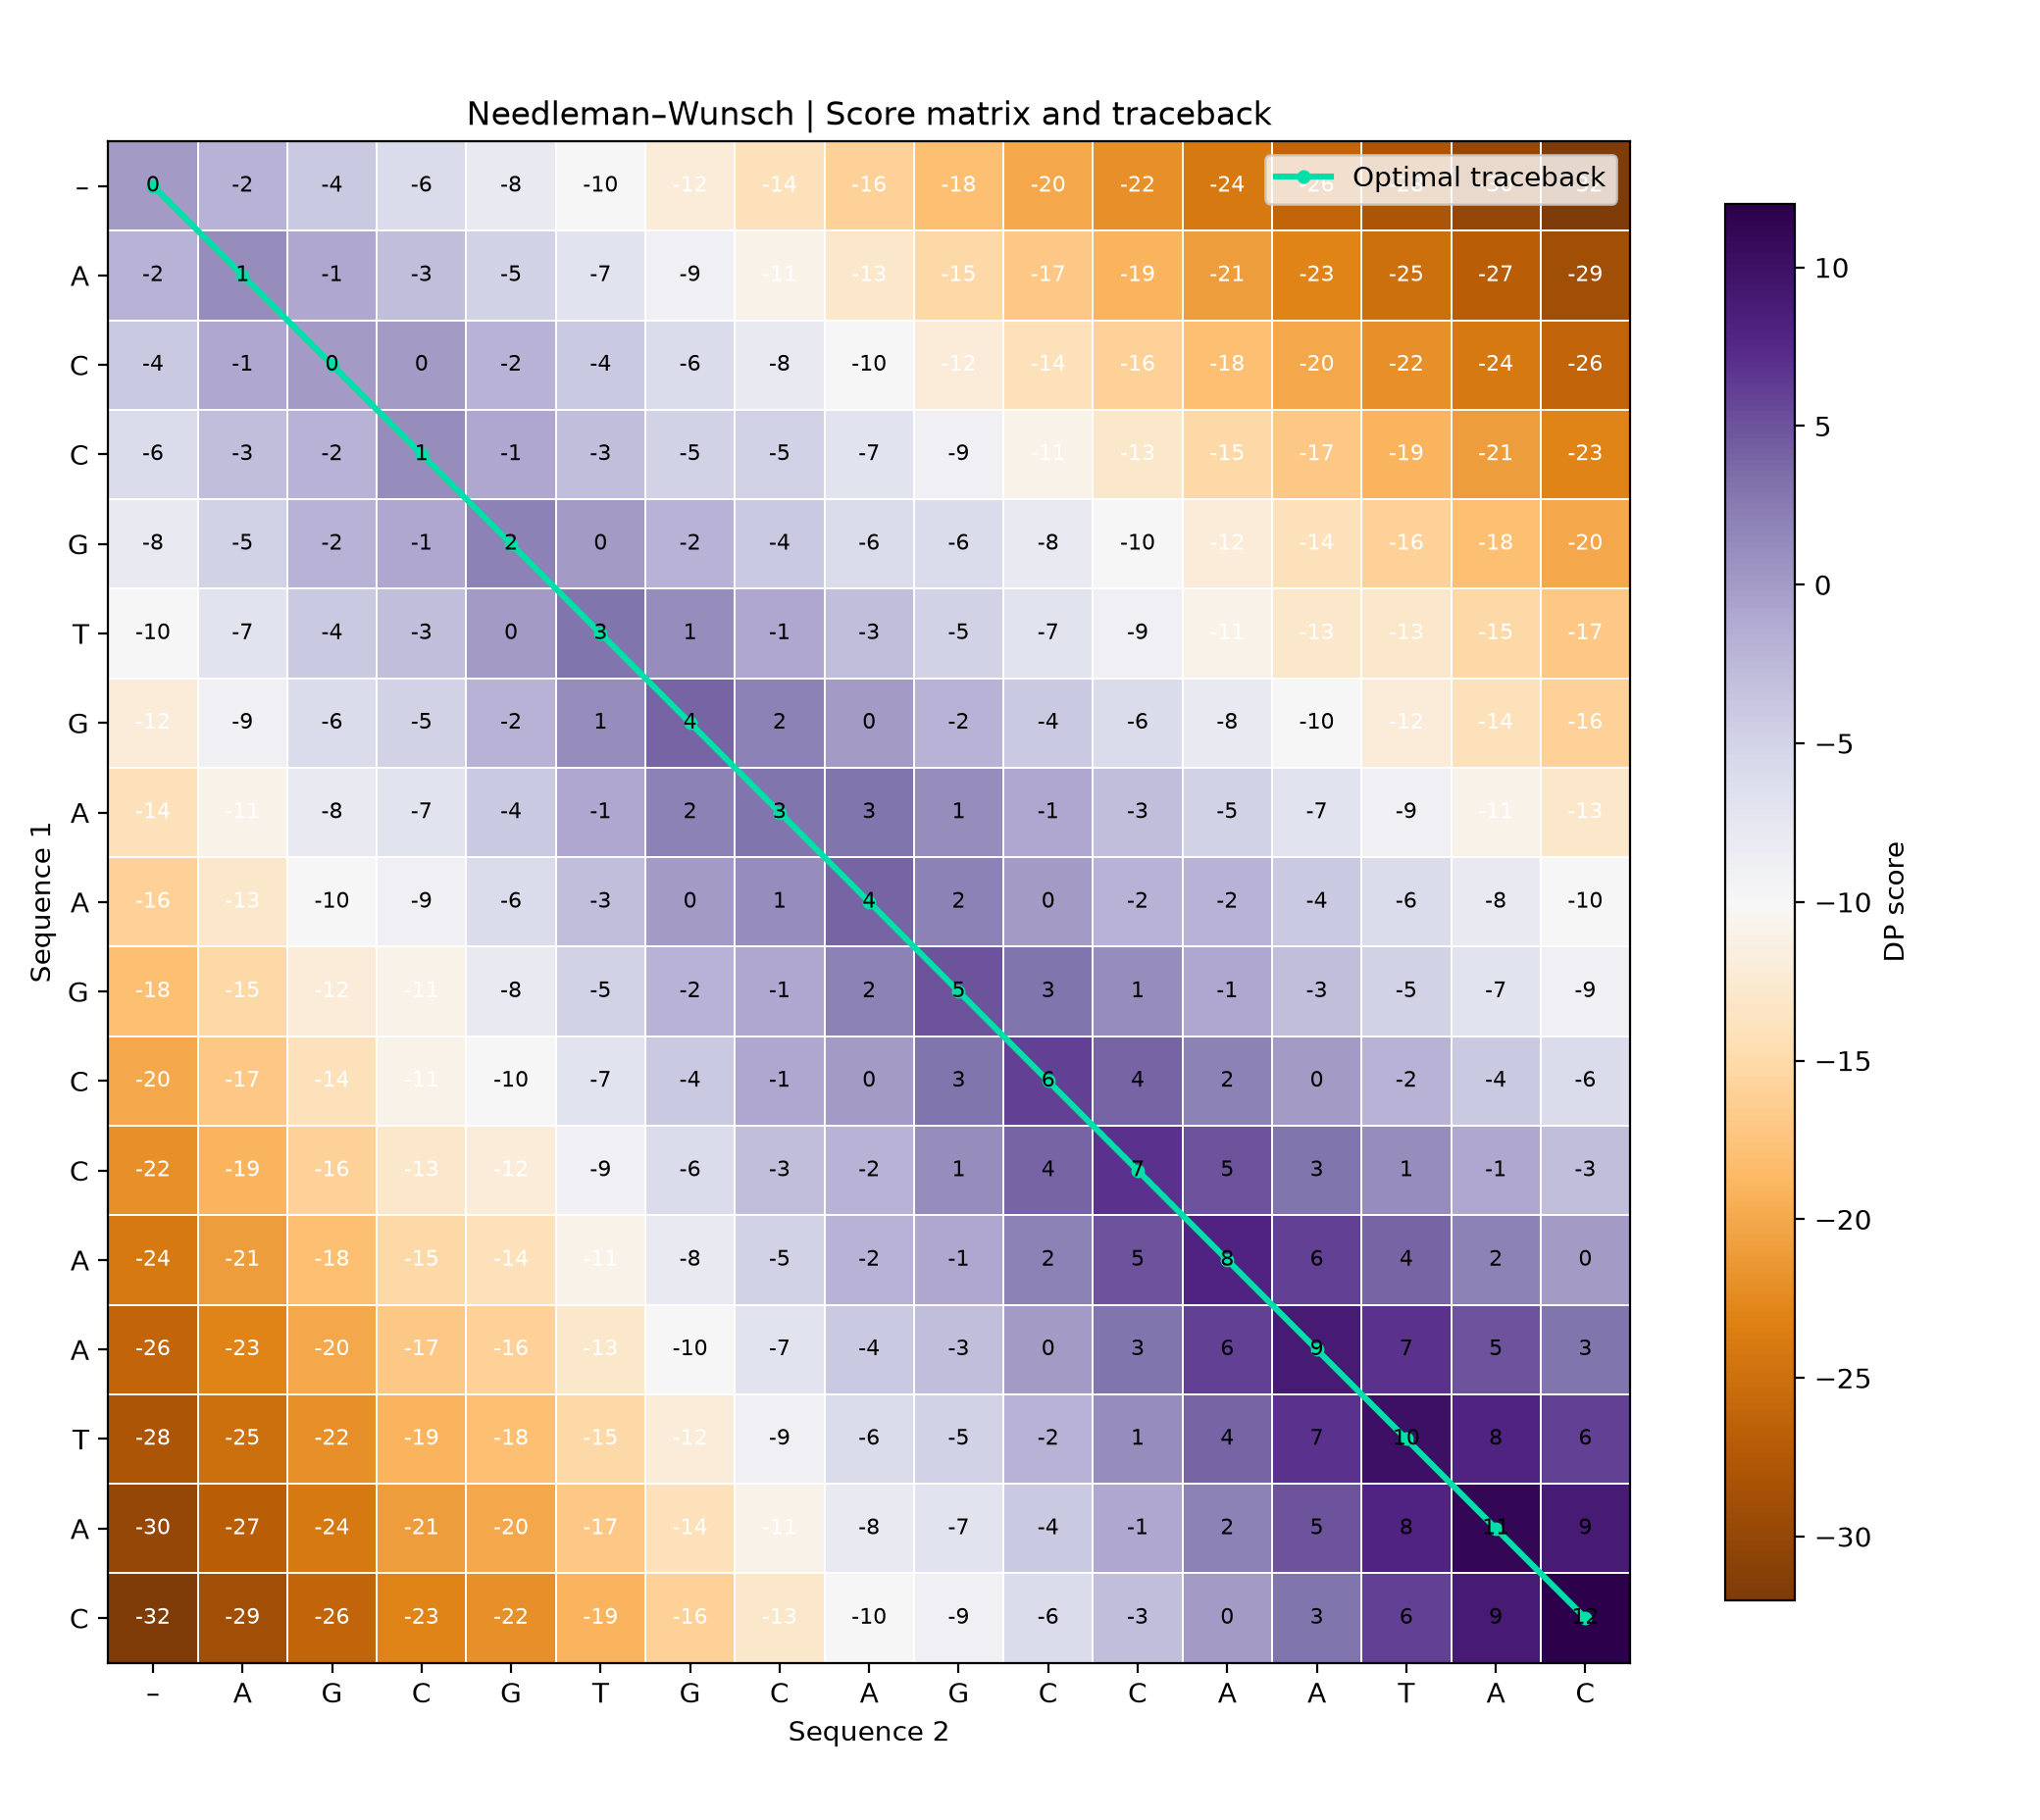 Needleman–Wunsch | Score matrix and traceback
Optimal traceback
– 0 -2 -4 -6 -8 -10 -12 -14 -16 -18 -20 -22 -24 -26
A -2 1 -1 -3 -5 -7 -9 -11 -13 -15 -17 -19 -21 -23 -25 -27 -29
C -4 -1 0 0 -2 -4 -6 -8 -10 -12 -14 -16 -18 -20 -22 -24 -26
C -6 -3 -2 1 -1 -3 -5 -5 -7 -9 -11 -13 -15 -17 -19 -21 -23
G -8 -5 -2 -1 2 0 -2 -4 -6 -6 -8 -10 -12 -14 -16 -18 -20
T -10 -7 -4 -3 0 3 1 -1 -3 -5 -7 -9 -11 -13 -13 -15 -17
G -12 -9 -6 -5 -2 1 4 2 0 -2 -4 -6 -8 -10 -12 -14 -16
A -14 -11 -8 -7 -4 -1 2 3 3 1 -1 -3 -5 -7 -9 -11 -13
A -16 -13 -10 -9 -6 -3 0 1 4 2 0 -2 -2 -4 -6 -8 -10
G -18 -15 -12 -11 -8 -5 -2 -1 2 5 3 1 -1 -3 -5 -7 -9
C -20 -17 -14 -11 -10 -7 -4 -1 0 3 6 4 2 0 -2 -4 -6
C -22 -19 -16 -13 -12 -9 -6 -3 -2 1 4 7 5 3 1 -1 -3
A -24 -21 -18 -15 -14 -11 -8 -5 -2 -1 2 5 8 6 4 2 0
A -26 -23 -20 -17 -16 -13 -10 -7 -4 -3 0 3 6 9 7 5 3
T -28 -25 -22 -19 -18 -15 -12 -9 -6 -5 -2 1 4 7 10 8 6
A -30 -27 -24 -21 -20 -17 -14 -11 -8 -7 -4 -1 2 5 8 11 9
C -32 -29 -26 -23 -22 -19 -16 -13 -10 -9 -6 -3 0 3 6 9 12
– A G C G T G C A G C C A A T A C
Sequence 2
Sequence 1
10
5
0
−5
−10
−15
−20
−25
−30
DP score